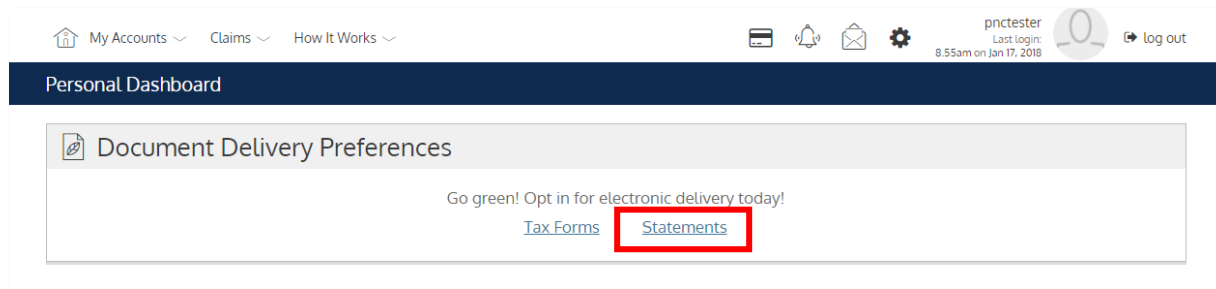 My Accounts Claims How It Works
pnctester
Last login:
8.55am on Jan 17, 2018
log out
Personal Dashboard
Document Delivery Preferences
Go green! Opt in for electronic delivery today!
Tax Forms Statements